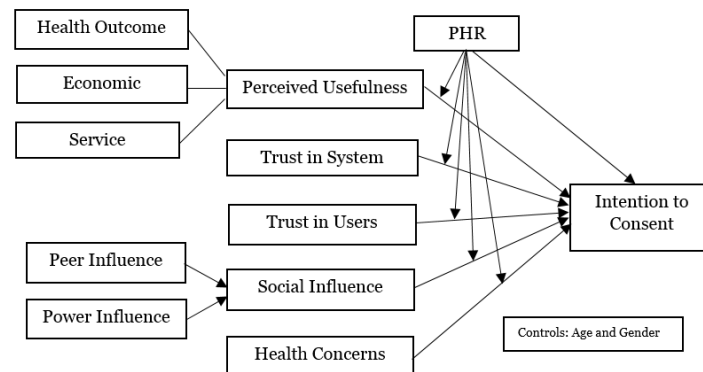 Health Outcome
PHR
Economic
Perceived Usefulness
Service
Trust in System
Trust in Users
Intention to
Consent
Peer Influence
Social Influence
Power Influence
Controls: Age and Gender
Health Concerns